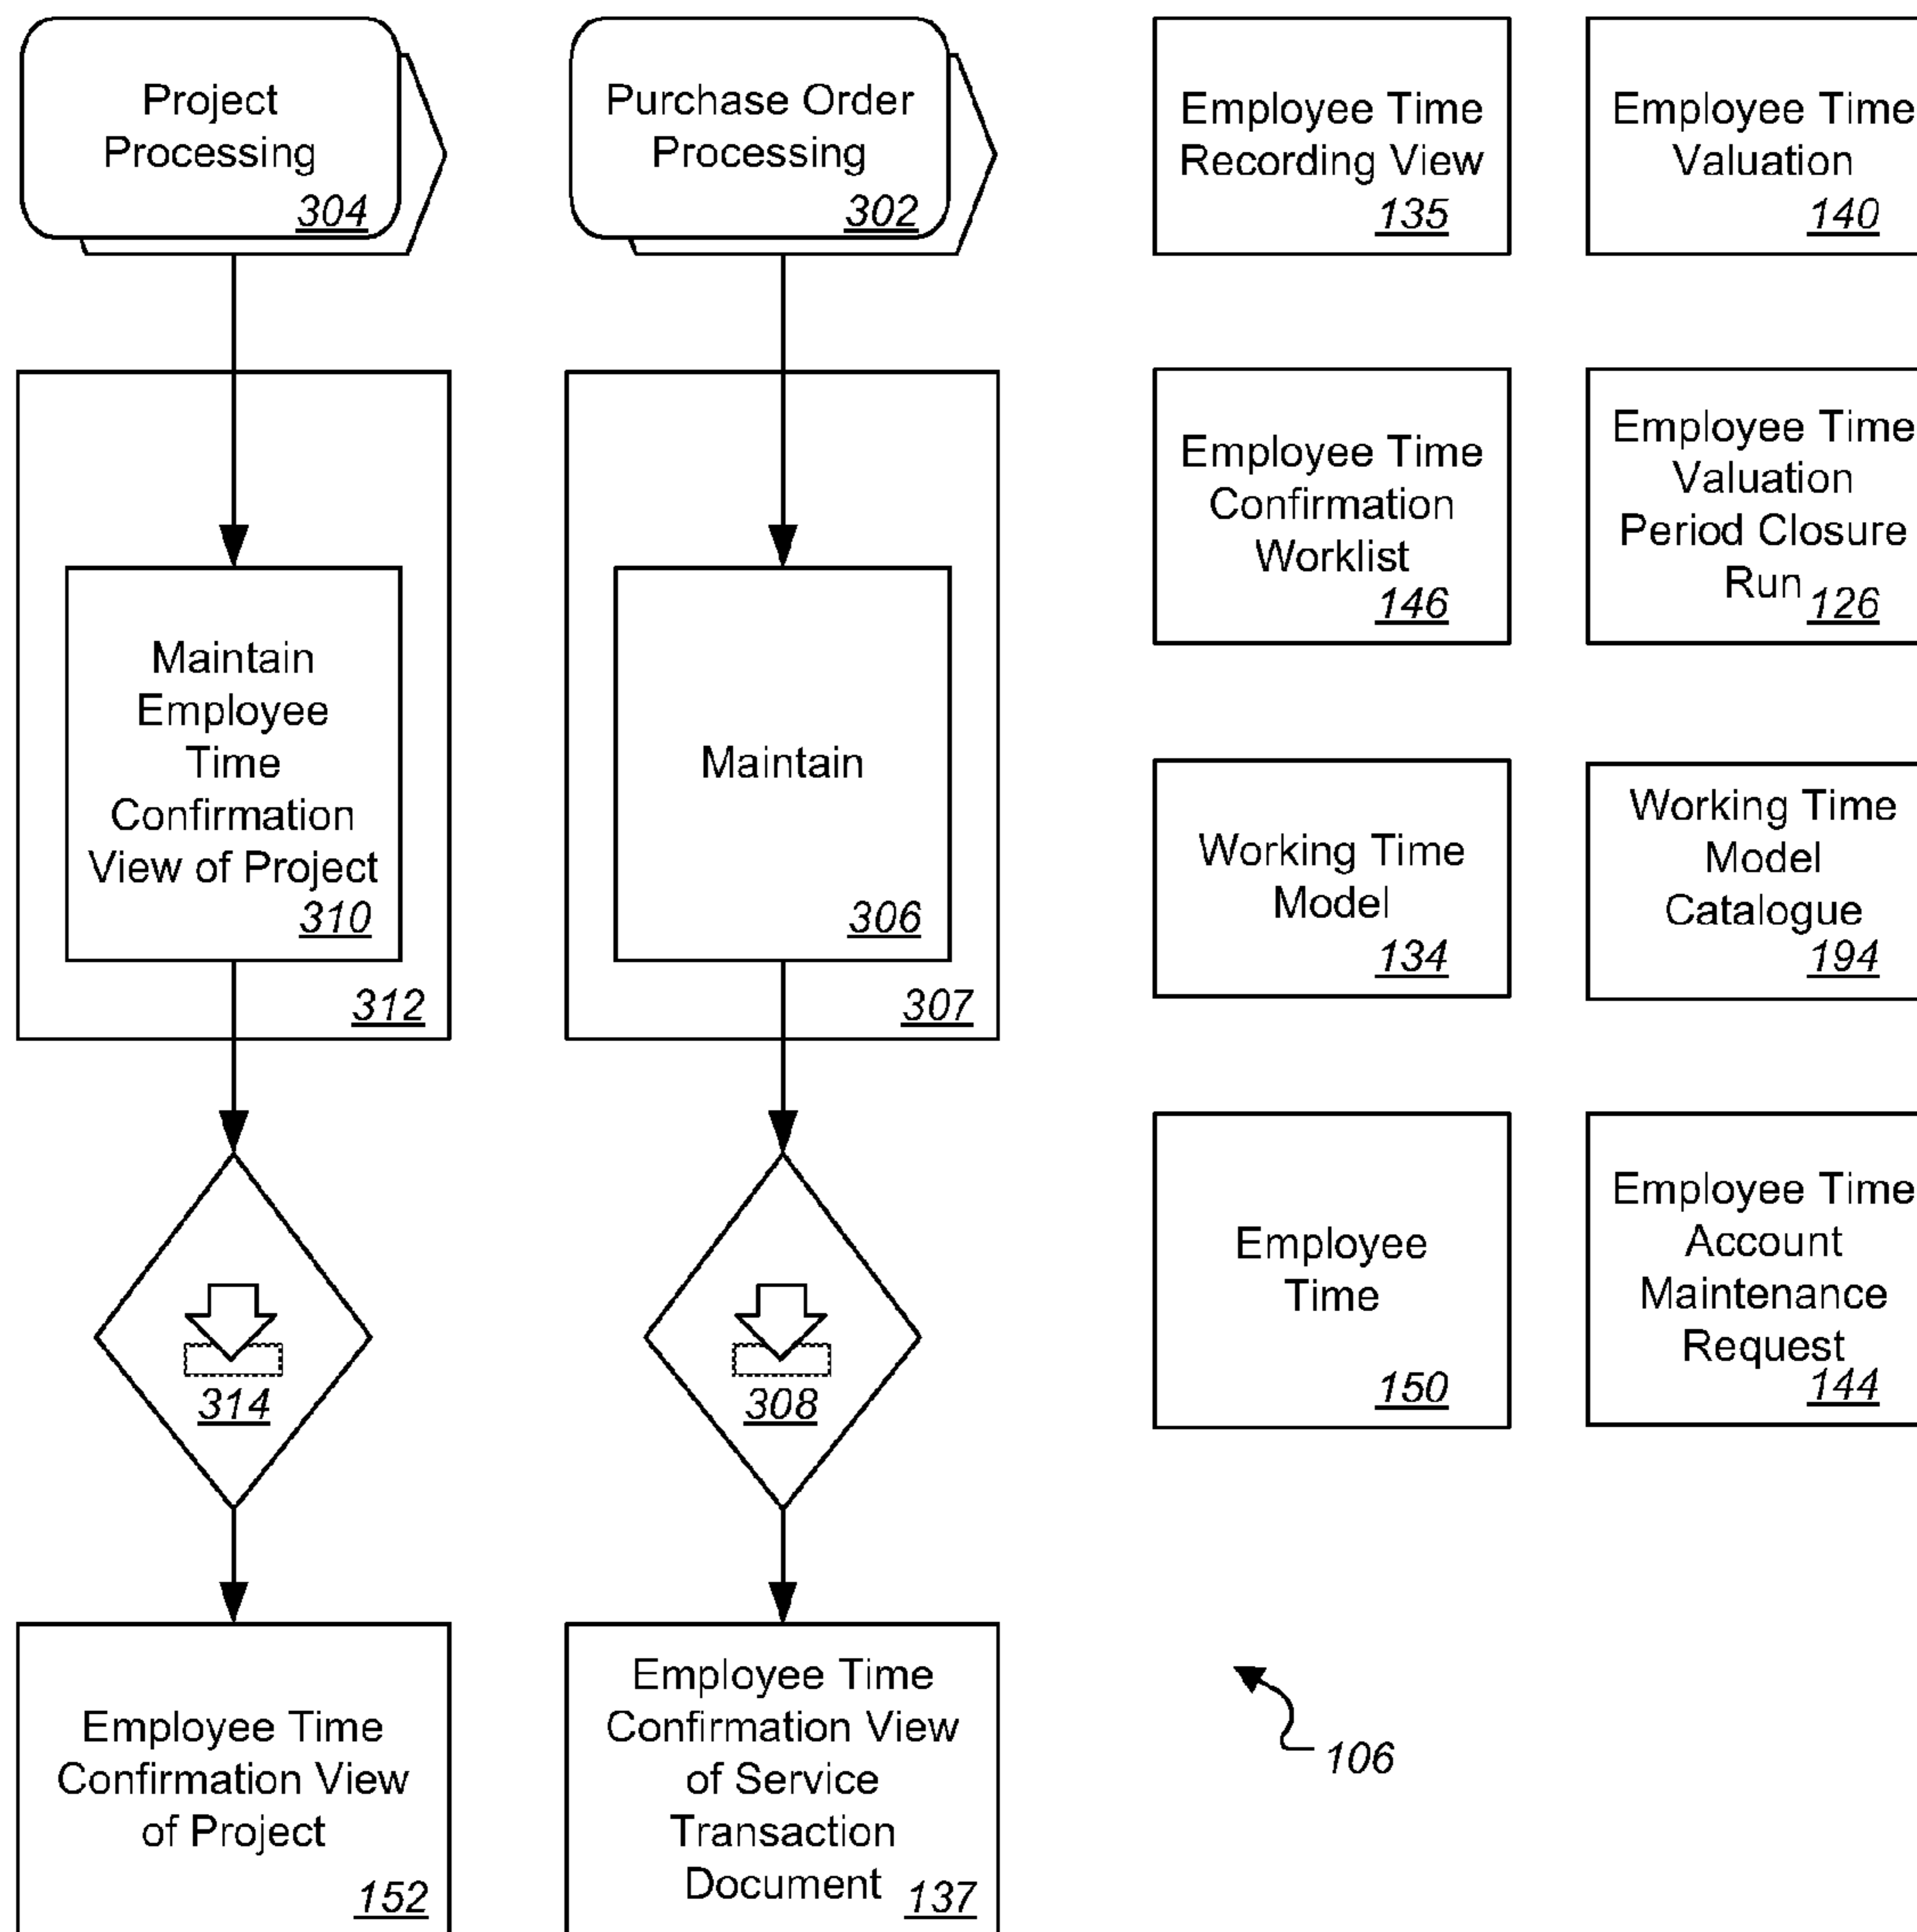 Project
Processing
304
Purchase Order
Processing
302
Employee Time
Recording View
135
Employee Time
Valuation
140
Maintain
Employee
Time
Confirmation
View of Project
310
312
Maintain
306
307
Employee Time
Confirmation
Worklist
146
Employee Time
Valuation
Period Closure
Run
126
Working Time
Model
134
Working Time
Model
Catalogue
194
314
308
Employee
Time
150
Employee Time
Account
Maintenance
Request
144
Employee Time
Confirmation View
of Project
152
Employee Time
Confirmation View
of Service
Transaction
Document
137
106